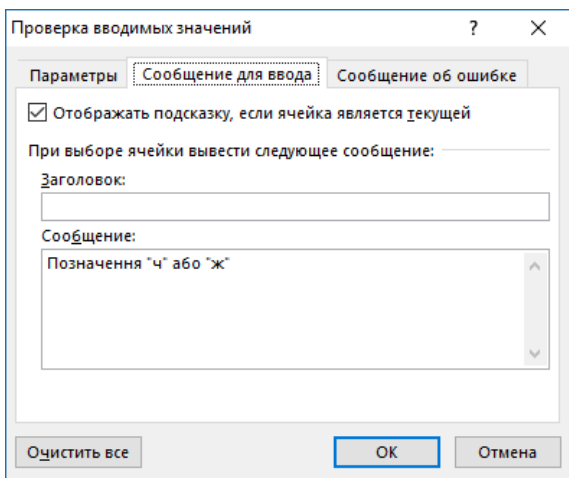 Проверка вводимых значений ? ×
Параметры Сообщение для ввода Сообщение об ошибке
Отображать подсказку, если ячейка является текущей
При выборе ячейки вывести следующее сообщение:
Заголовок:
Сообщение:
Позначення "ч" або "ж"
Очистить все ОК Отмена